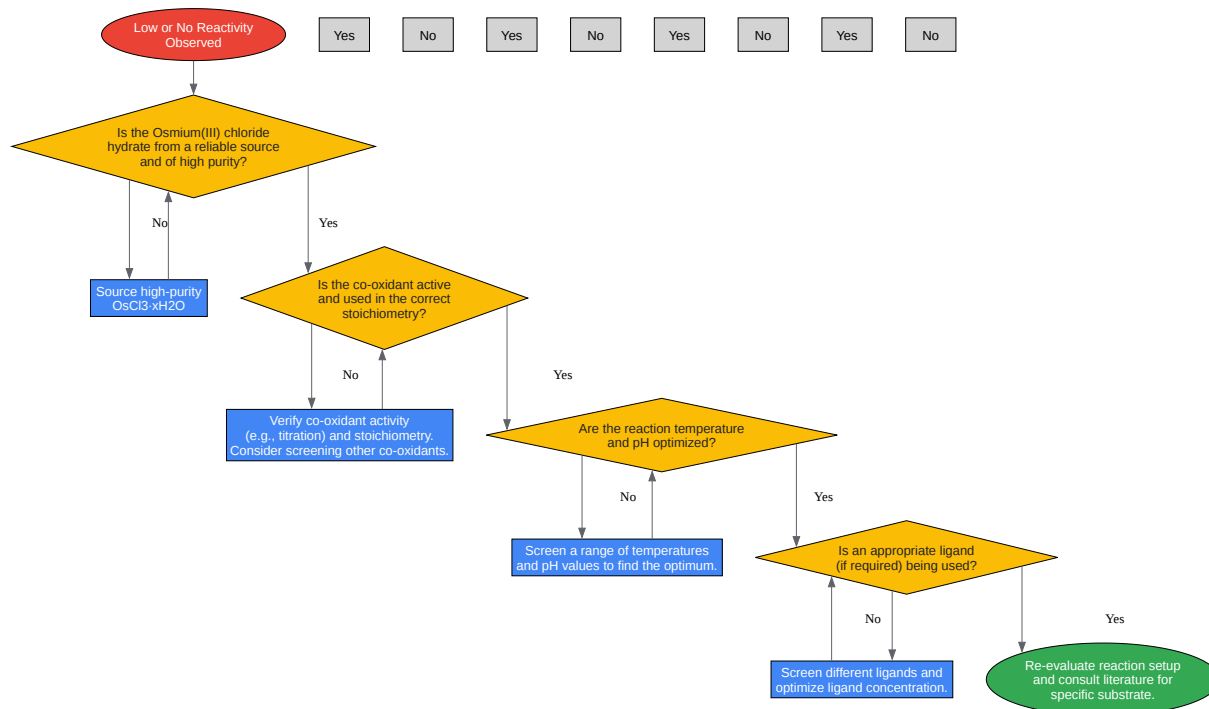 Low or No Reactivity
Observed
Yes
No
Yes
No
Yes
No
Yes
No
Is the Osmium(III) chloride
hydrate from a reliable source
and of high purity?
No
Yes
Source high-purity
OsCl3·xH2O
Is the co-oxidant active
and used in the correct
stoichiometry?
No
Yes
Verify co-oxidant activity
(e.g., titration) and stoichiometry.
Consider screening other co-oxidants.
Are the reaction temperature
and pH optimized?
No
Yes
Screen a range of temperatures
and pH values to find the optimum.
Is an appropriate ligand
(if required) being used?
No
Yes
Screen different ligands and
optimize ligand concentration.
Re-evaluate reaction setup
and consult literature for
specific substrate.